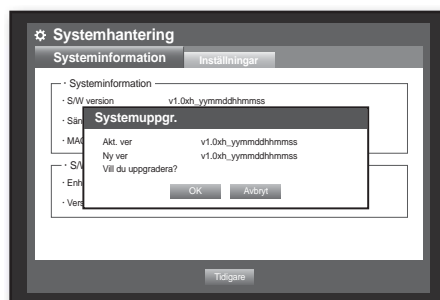 Systemhantering
Systeminformation Inställningar
· Systeminformation
· S/W version v1.0xh_yymmddhhmmss
· Sän
· MAC
Systemuppgr.
Akt. ver v1.0xh_yymmddhhmmss
Ny ver v1.0xh_yymmddhhmmss
Vill du uppgradera?
OK Avbryt
· S/W
· Enh
· Vers
Tidigare